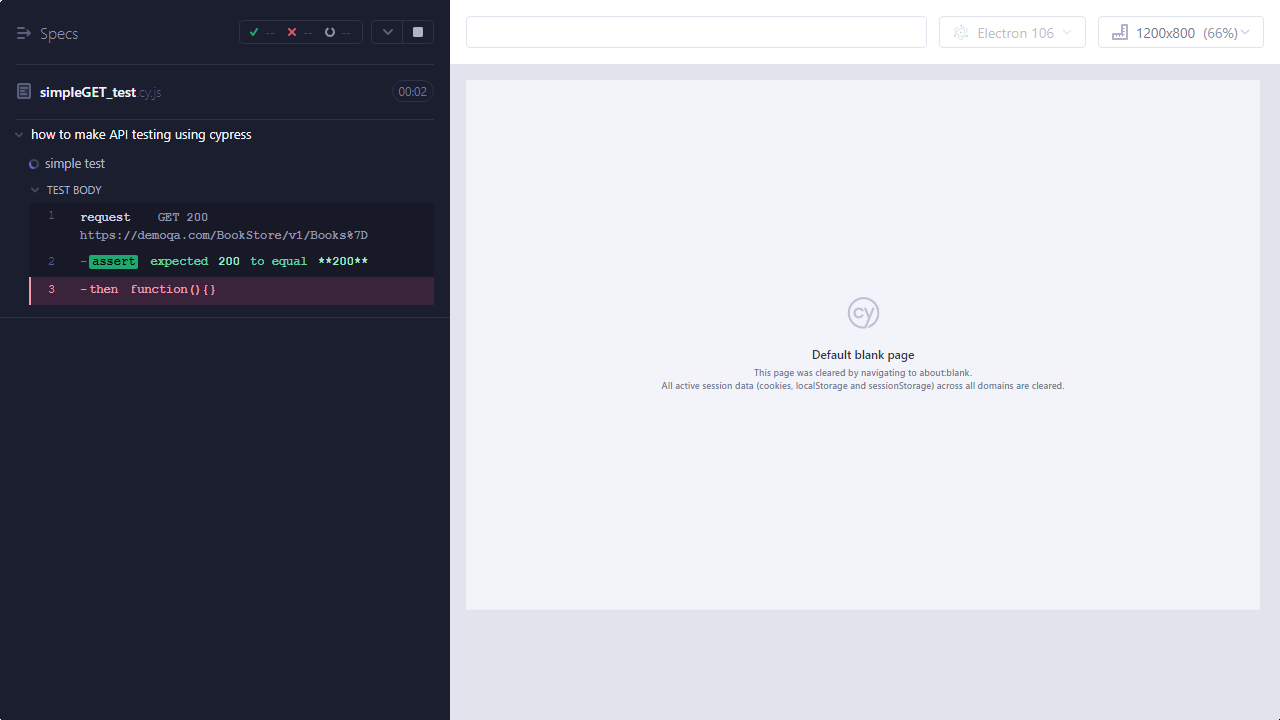 Specs
-- -- --
Electron 106
1200x800 (66%)
simpleGET_test.cy.js
00:02
how to make API testing using cypress
simple test
TEST BODY
1 request GET 200
https://demoqa.com/BookStore/v1/Books%7D
2 -assert expected 200 to equal **200**
3 -then function(){}
cy
Default blank page
This page was cleared by navigating to about:blank.
All active session data (cookies, localStorage and sessionStorage) across all domains are cleared.